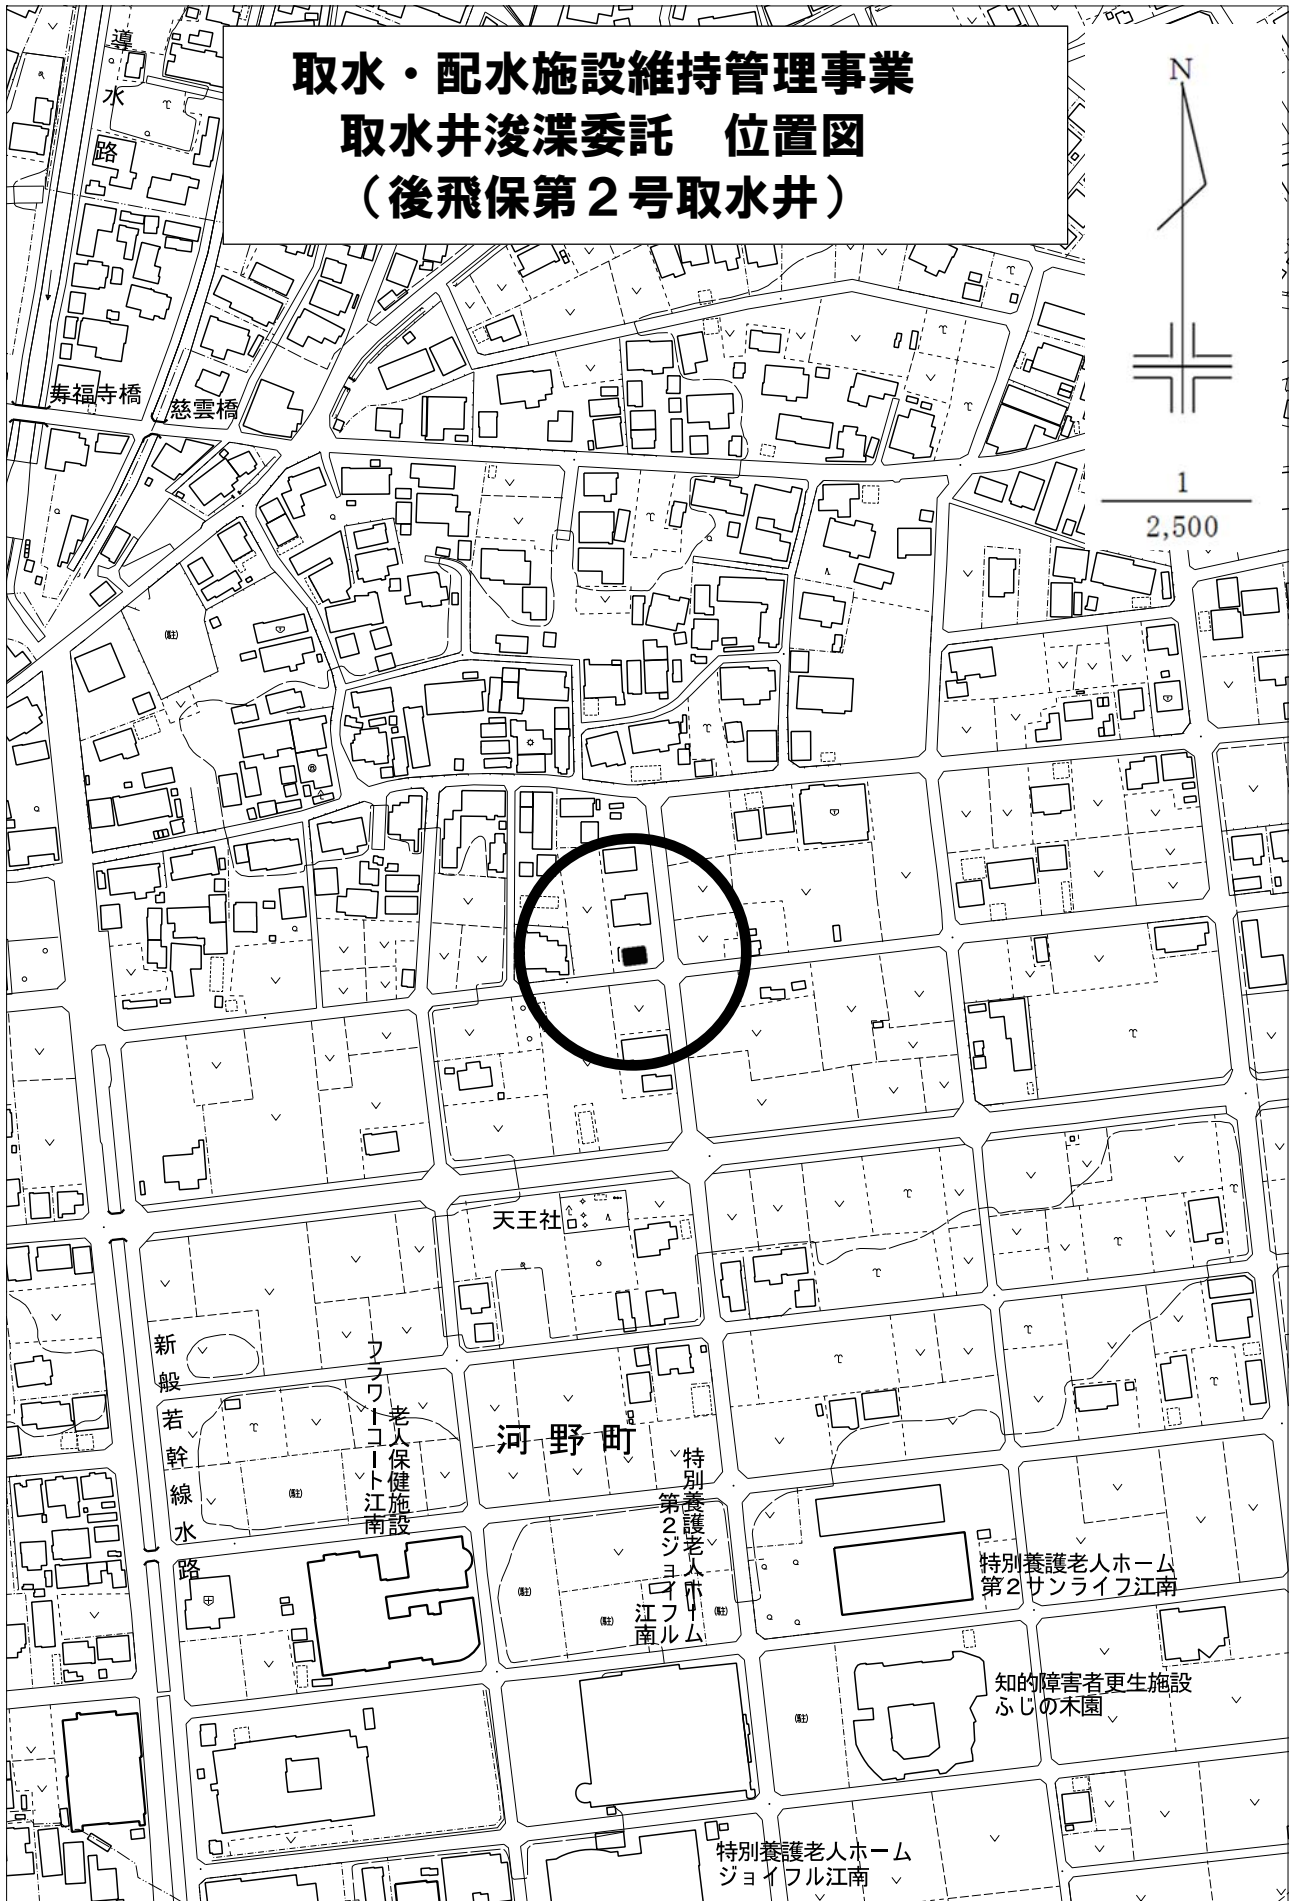 取水・配水施設維持管理事業
取水井浚渫委託　位置図
（後飛保第２号取水井）
N
1
2,500
導水路
寿福寺橋
慈雲橋
天王社
新般若幹線水路
老人保健施設
フラワーコート江南
河野町
特別養護老人ホーム
第２ジョイフル
江南
特別養護老人ホーム
第２サンライフ江南
知的障害者更生施設
ふじの木園
特別養護老人ホーム
ジョイフル江南